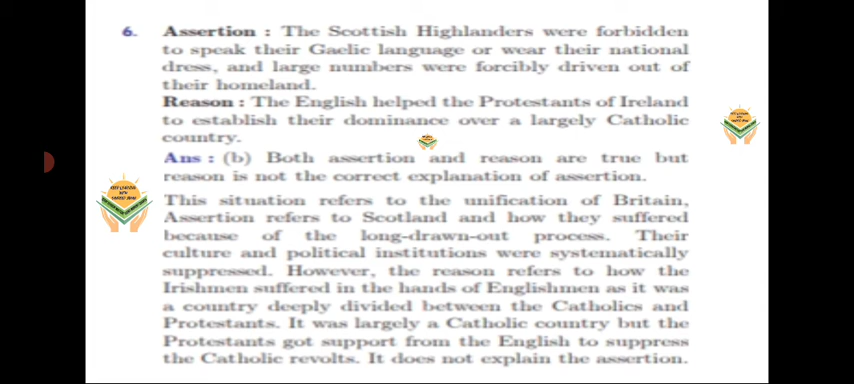 6. Assertion : The Scottish Highlanders were forbidden
to speak their Gaelic language or wear their national
dress, and large numbers were forcibly driven out of
their homeland.
Reason : The English helped the Protestants of Ireland
to establish their dominance over a largely Catholic
country.
Ans : (b) Both assertion and reason are true but
reason is not the correct explanation of assertion.
This situation refers to the unification of Britain,
Assertion refers to Scotland and how they suffered
because of the long-drawn-out process. Their
culture and political institutions were systematically
suppressed. However, the reason refers to how the
Irishmen suffered in the hands of Englishmen as it was
a country deeply divided between the Catholics and
Protestants. It was largely a Catholic country but the
Protestants got support from the English to suppress
the Catholic revolts. It does not explain the assertion.